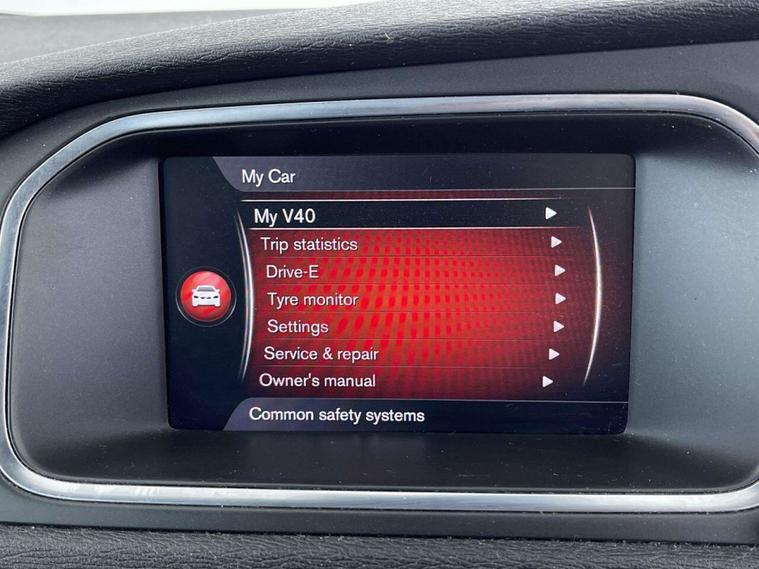 My Car
My V40
Trip statistics
Drive-E
Tyre monitor
Settings
Service & repair
Owner's manual
Common safety systems